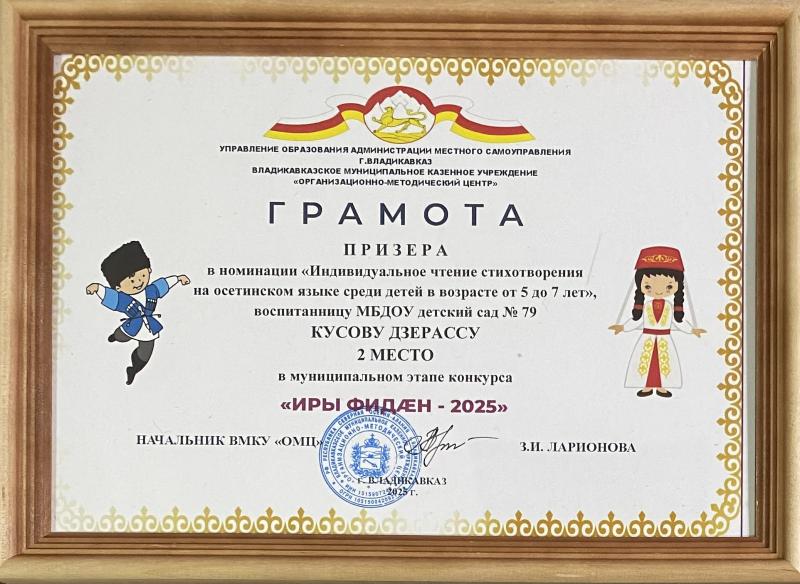 УПРАВЛЕНИЕ ОБРАЗОВАНИЯ АДМИНИСТРАЦИИ МЕСТНОГО САМОУПРАВЛЕНИЯ
Г.ВЛАДИКАВКАЗ
ВЛАДИКАВКАЗСКОЕ МУНИЦИПАЛЬНОЕ КАЗЕННОЕ УЧРЕЖДЕНИЕ
«ОРГАНИЗАЦИОННО-МЕТОДИЧЕСКИЙ ЦЕНТР»
ГРАМОТА
ПРИЗЕРА
в номинации «Индивидуальное чтение стихотворения
на осетинском языке среди детей в возрасте от 5 до 7 лет»,
воспитанницу МБДОУ детский сад № 79
КУСОВУ ДЗЕРАССУ
2 МЕСТО
в муниципальном этапе конкурса
«ИРЫ ФИДÆН - 2025»
НАЧАЛЬНИК ВМКУ «ОМЦ» З.И. ЛАРИОНОВА
г. ВЛАДИКАВКАЗ
2025 г.